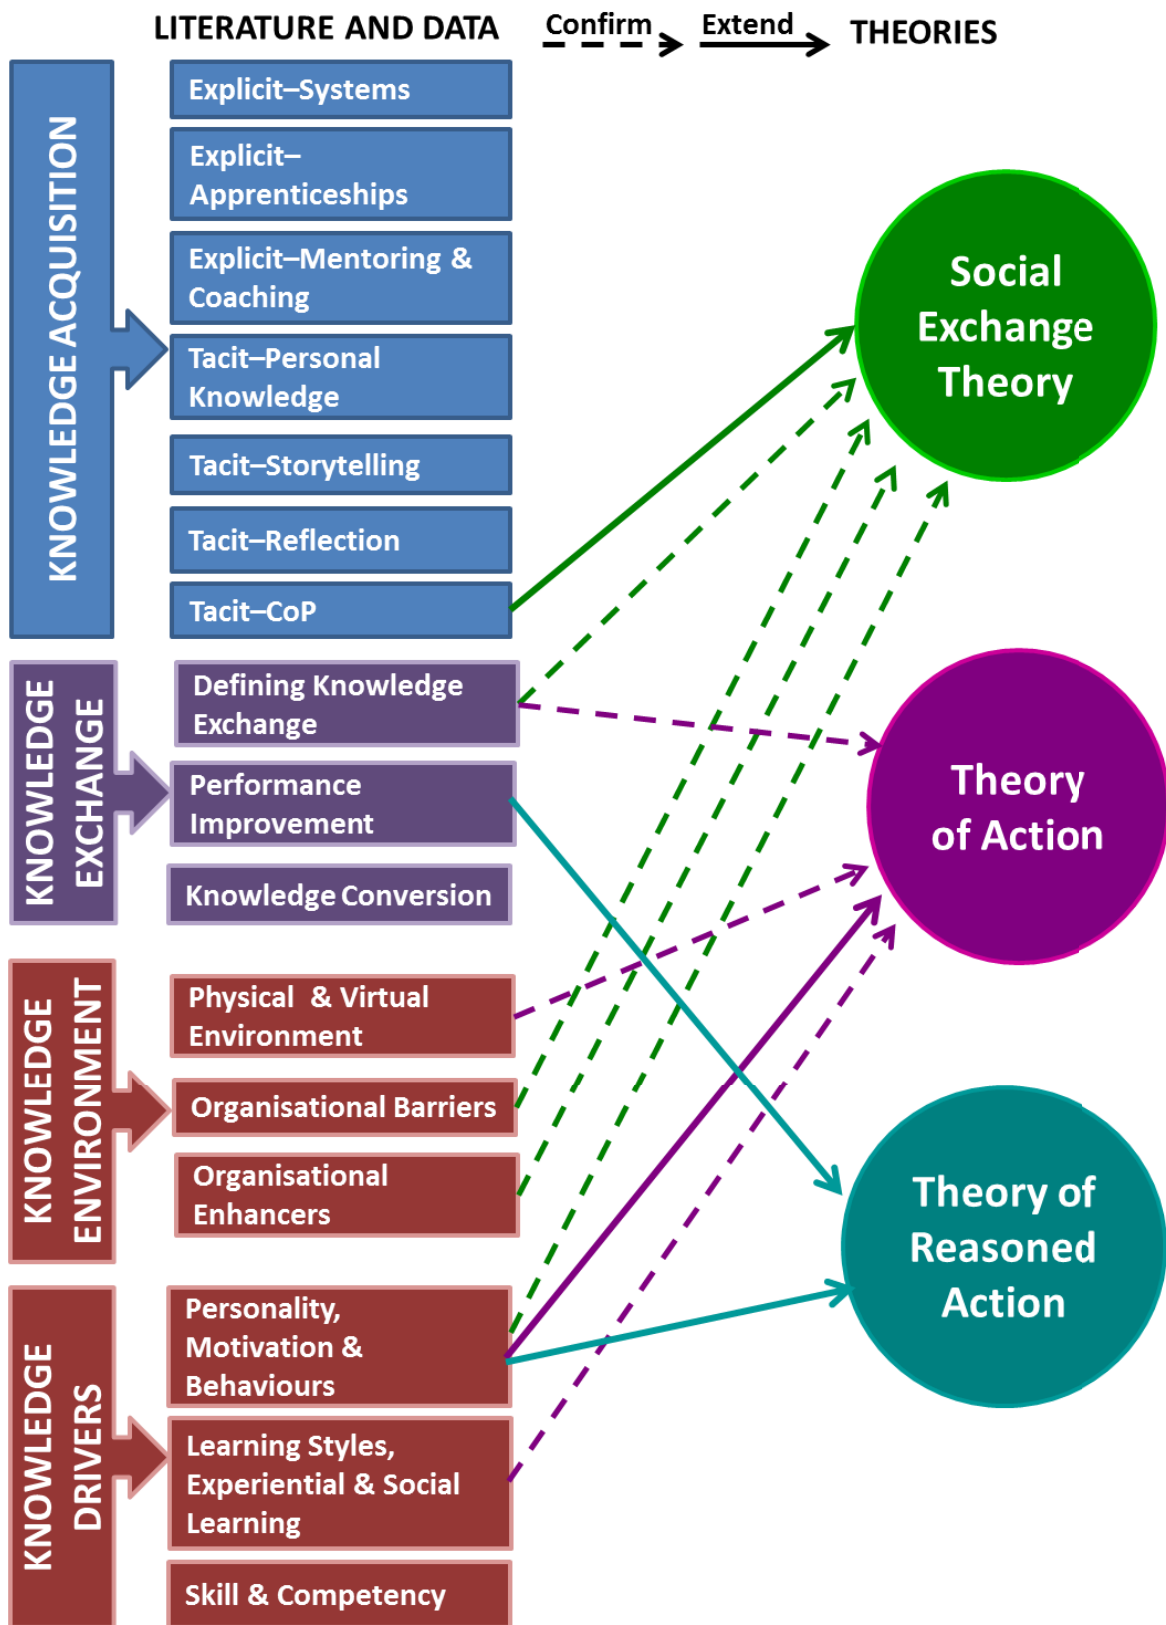 LITERATURE AND DATA
Confirm
Extend
THEORIES
KNOWLEDGE ACQUISITION
Explicit–Systems
Explicit–
Apprenticeships
Explicit–Mentoring &
Coaching
Tacit–Personal
Knowledge
Tacit–Storytelling
Tacit–Reflection
Tacit–CoP
KNOWLEDGE
EXCHANGE
Defining Knowledge
Exchange
Performance
Improvement
Knowledge Conversion
KNOWLEDGE
ENVIRONMENT
Physical & Virtual
Environment
Organisational Barriers
Organisational
Enhancers
KNOWLEDGE
DRIVERS
Personality,
Motivation &
Behaviours
Learning Styles,
Experiential & Social
Learning
Skill & Competency
Social
Exchange
Theory
Theory
of Action
Theory of
Reasoned
Action